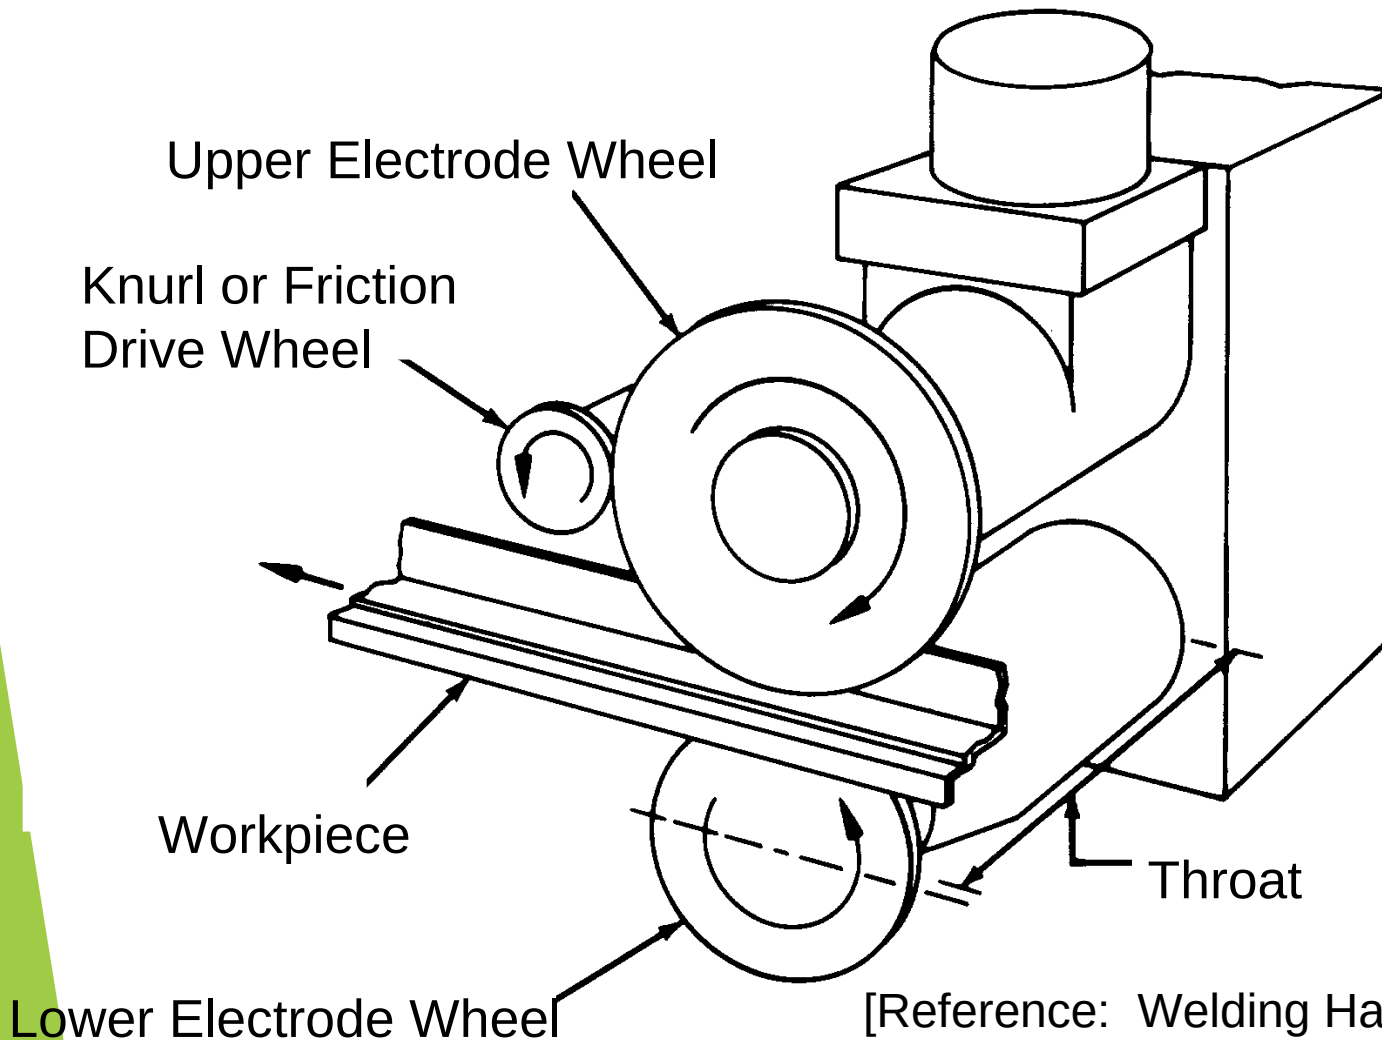 Upper Electrode Wheel
Knurl or Friction
Drive Wheel
Workpiece
Throat
Lower Electrode Wheel
[Reference: Welding Ha